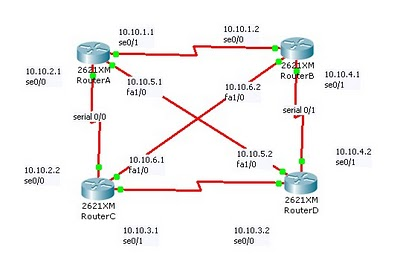 10.10.1.1
se0/1
10.10.1.2
se0/0
2621XM
RouterA
2621XM
RouterB
10.10.2.1
se0/0
10.10.5.1
fa1/0
10.10.6.2
fa1/0
10.10.4.1
se0/1
serial 0/0
serial 0/1
10.10.2.2
se0/0
10.10.6.1
fa1/0
10.10.5.2
fa1/0
10.10.4.2
se0/1
2621XM
RouterC
2621XM
RouterD
10.10.3.1
se0/1
10.10.3.2
se0/0